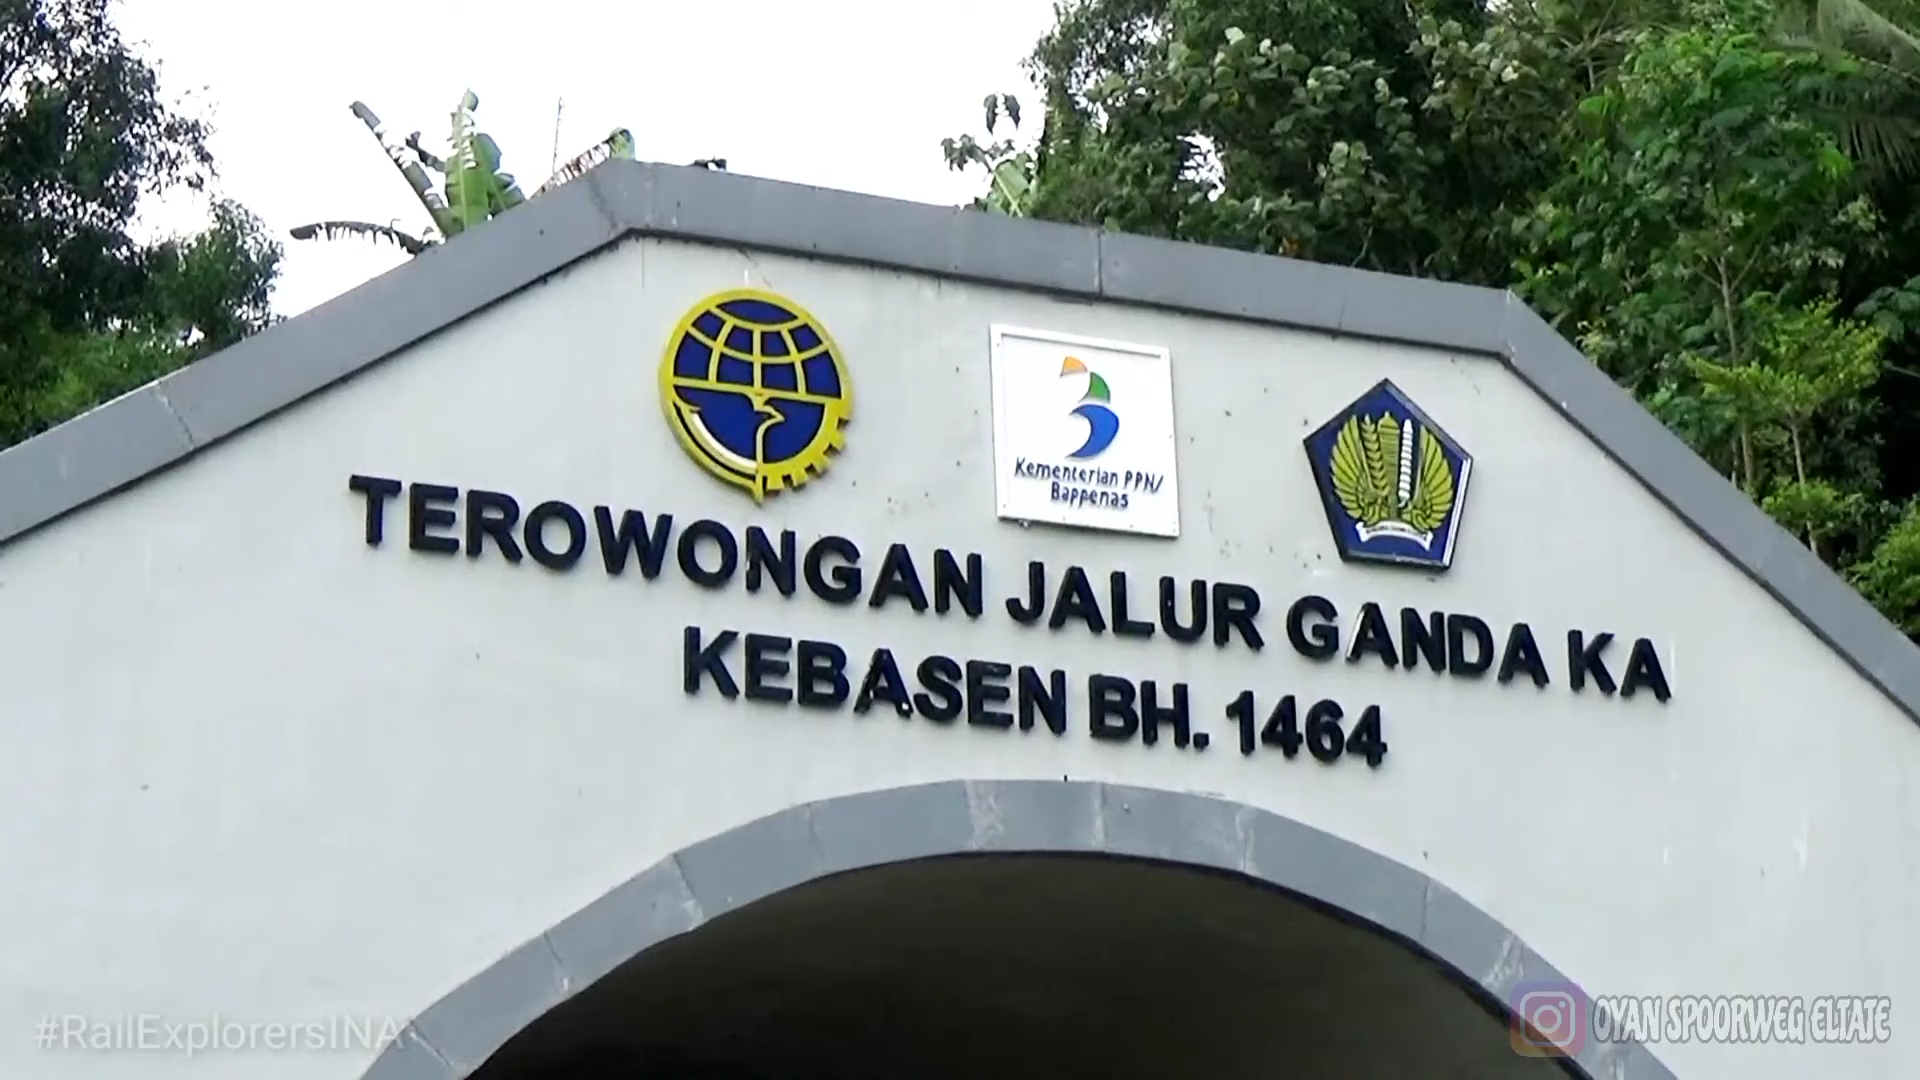 Kementerian PPN/
Bappenas
TEROWONGAN JALUR GANDA KA
KEBASEN BH. 1464
#RailExplorersINA
OYAN SPOORWEG ELTATE